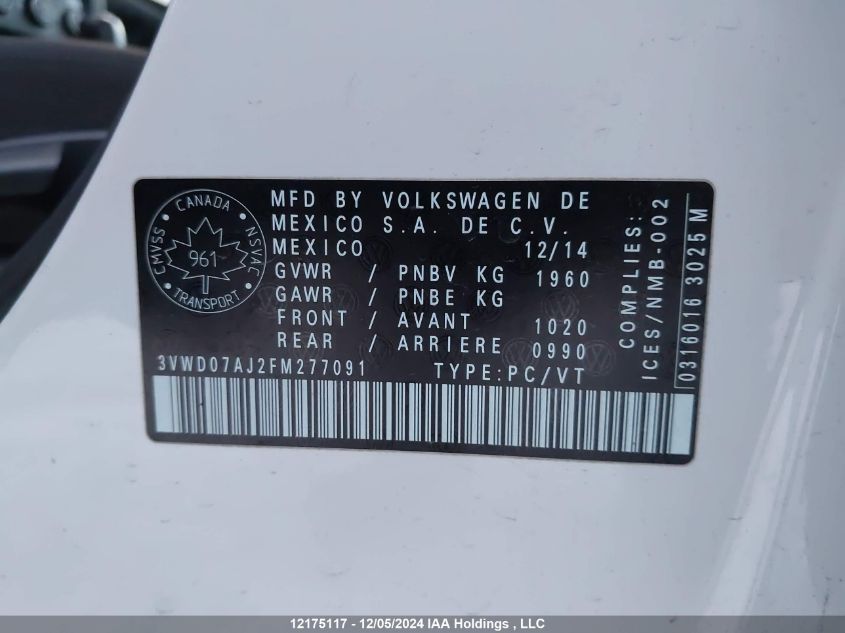 CANADA
CMVSS
NSVAC
961
TRANSPORT
MFD BY VOLKSWAGEN DE
MEXICO S.A. DE C.V.
MEXICO 12/14
GVWR / PNBV KG 1960
GAWR / PNBE KG
FRONT / AVANT 1020
REAR / ARRIERE 0990
3VWD07AJ2FM277091 TYPE:PC/VT
COMPLIES:
ICES/NMB-002
0316016 3025 M
12175117 - 12/05/2024 IAA Holdings , LLC